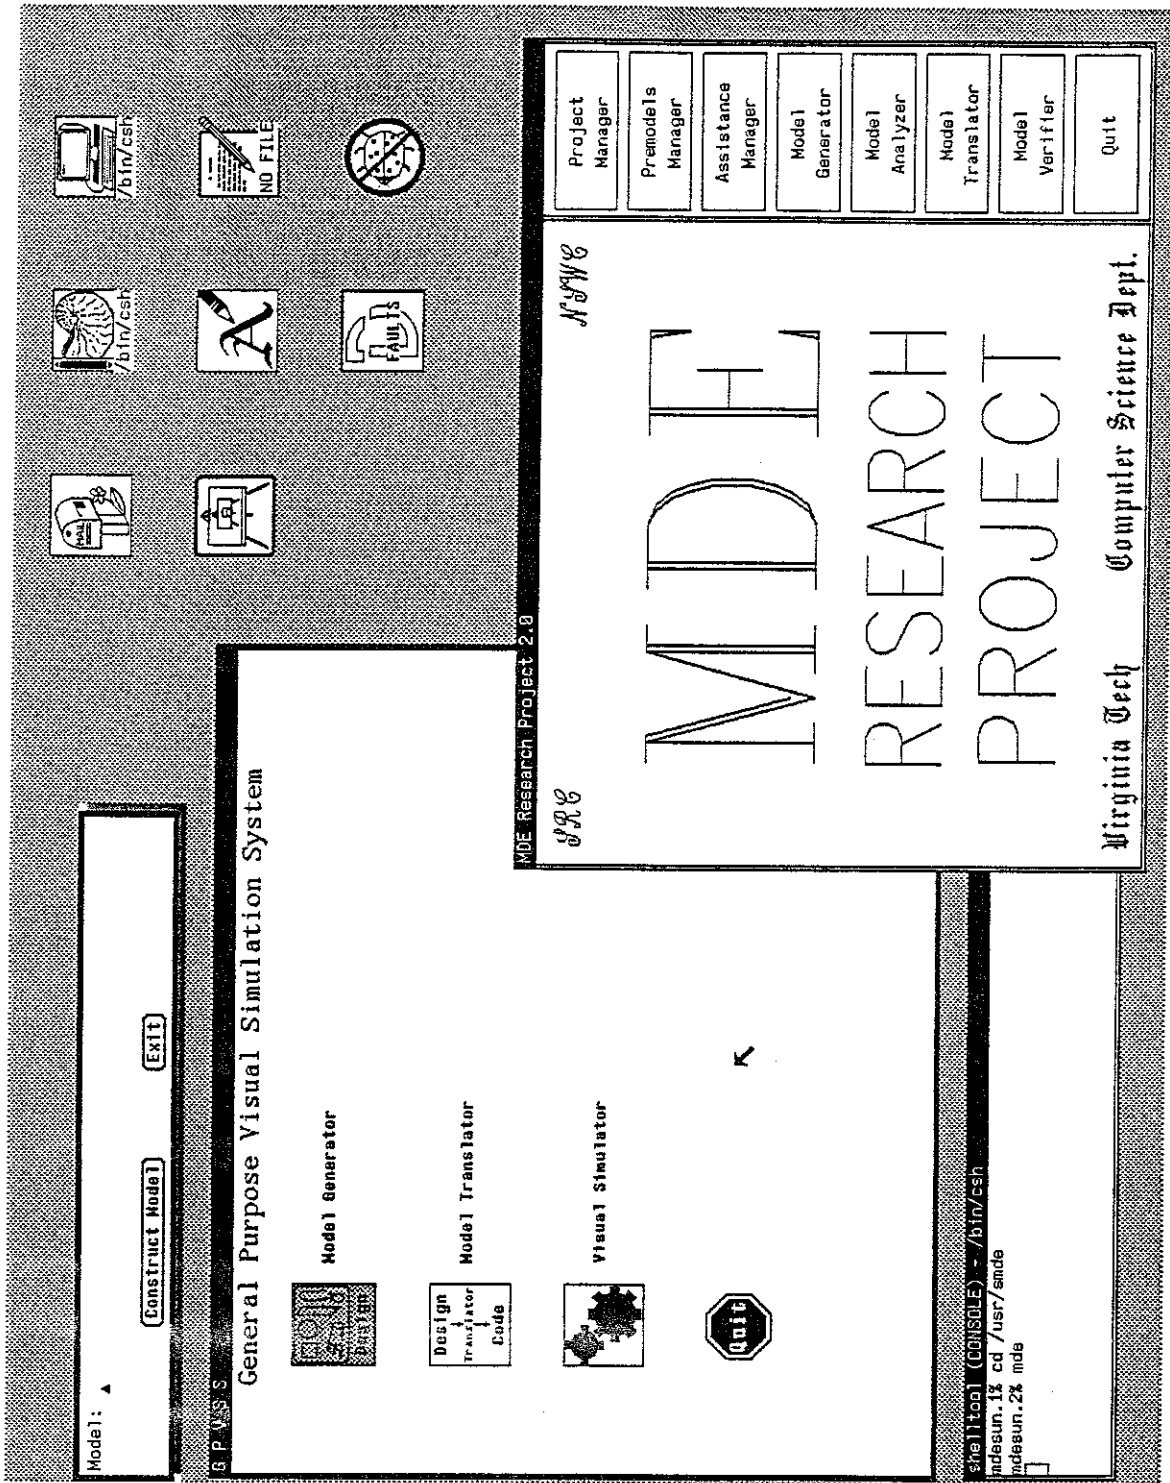 Model:
Construct Model
Exit
MAIL
/bin/csh
/bin/csh
A
NO FILE
FAULTS
G P V S S
General Purpose Visual Simulation System
Design
Model Generator
Design
Translator
Code
Model Translator
Visual Simulator
Quit
MDE Research Project 2.0
SRC
NSWC
MDE
RESEARCH
PROJECT
Virginia Tech Computer Science Dept.
Project
Manager
Premodels
Manager
Assistance
Manager
Model
Generator
Model
Analyzer
Model
Translator
Model
Verifier
Quit
shelltool (CONSOLE) - /bin/csh
mdesun.1% cd /usr/smde
mdesun.2% mde